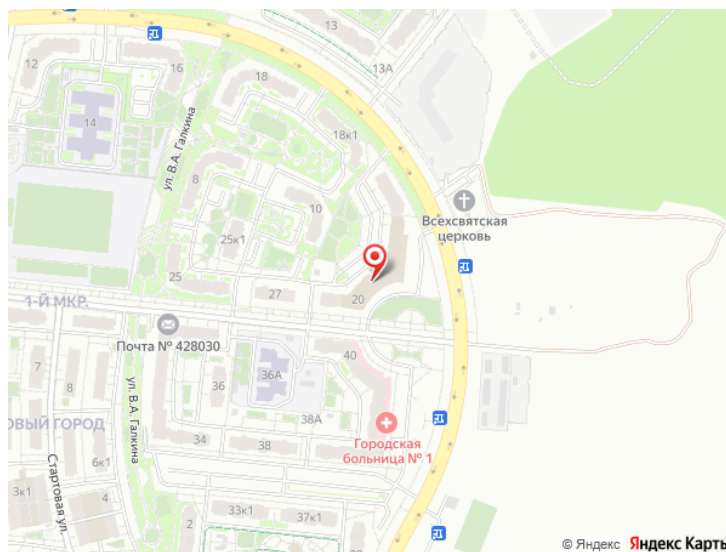 13
13А
12
16
18
14
18к1
ул. В.А. Галкина
8
10
Всехсвятская
церковь
25к1
25
27
20
1-Й МКР.
Почта № 428030
40
7
8
36
36А
38А
ул. В.А. Галкина
ОВЫЙ ГОРОД
34
38
Городская
больница № 1
6к1
Стартовая ул.
3к1
4
2
33к1
37к1
© Яндекс Яндекс Карты